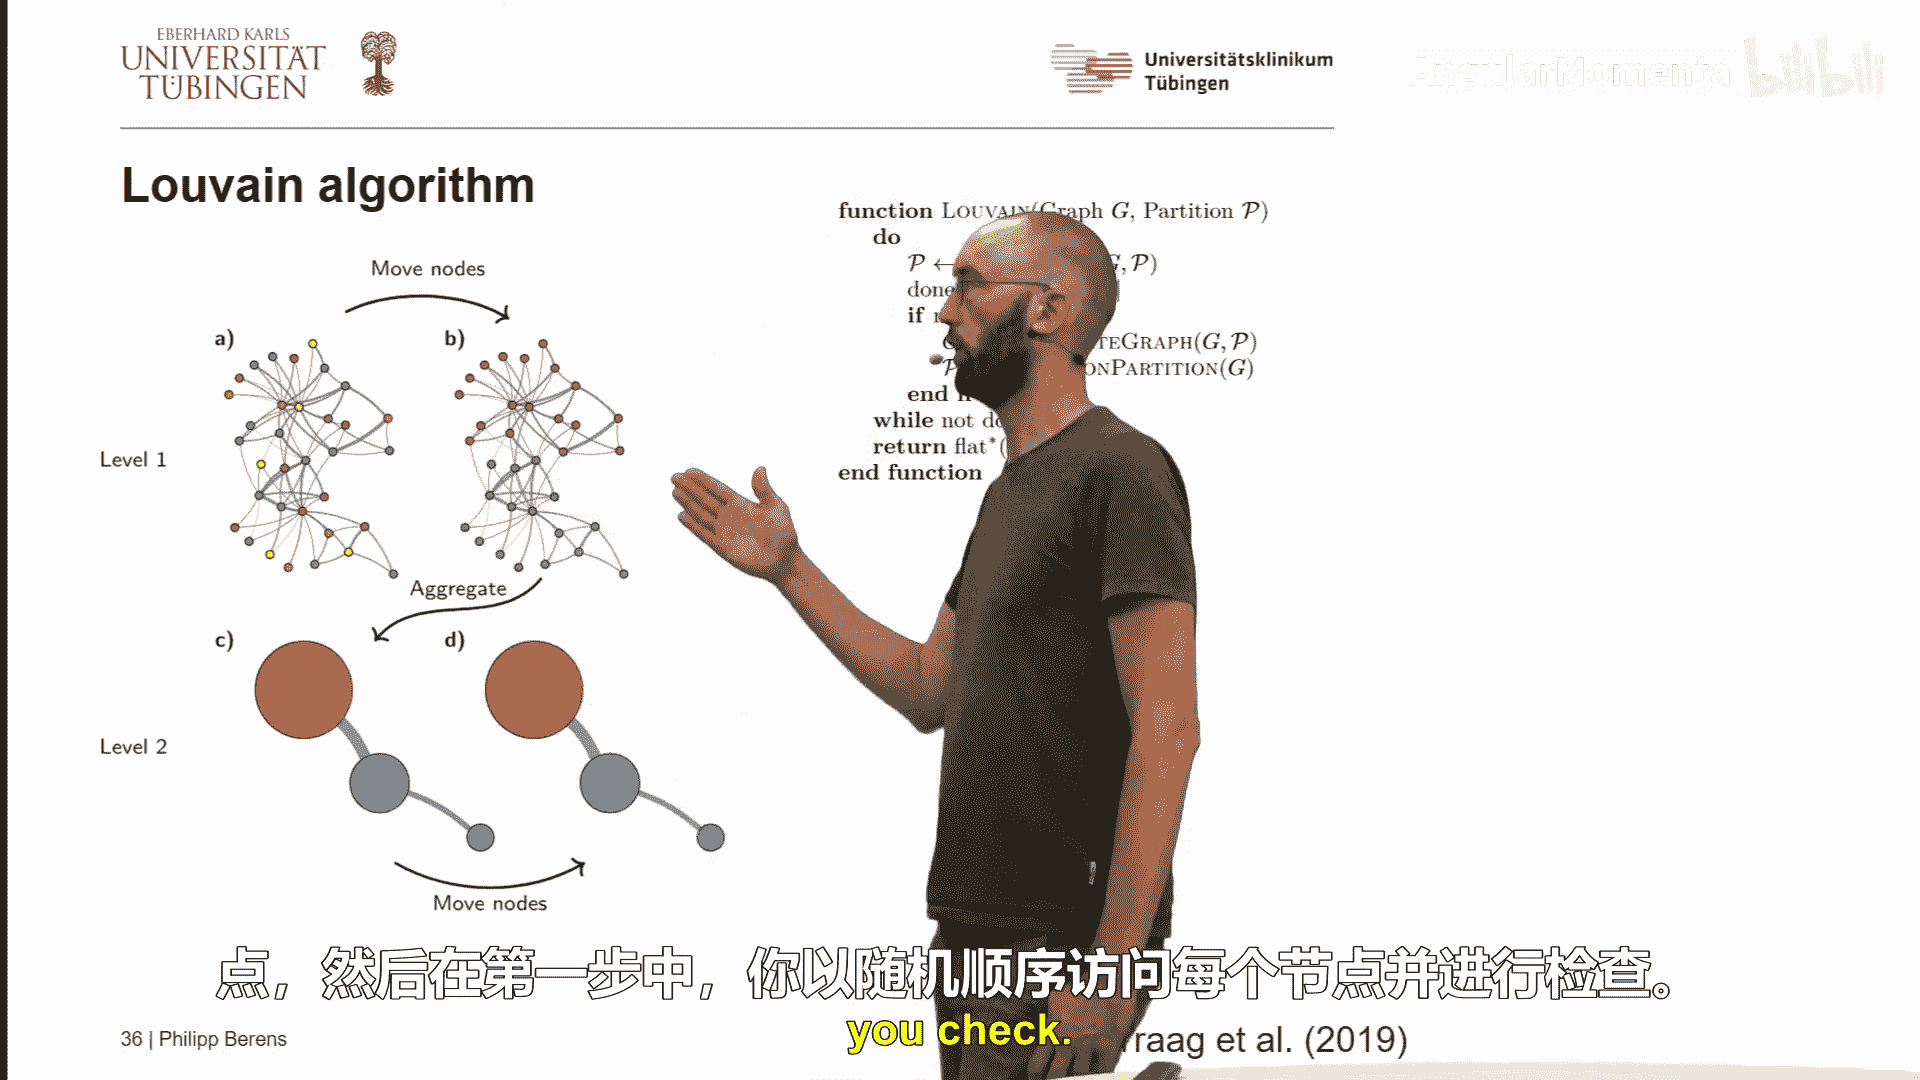 EBERHARD KARLS
UNIVERSITÄT
TÜBINGEN
Universitätsklinikum
Tübingen
AngularMomenta
bilibili
Louvain algorithm
Move nodes
a)
b)
Level 1
Aggregate
c)
d)
Level 2
Move nodes
function LOUVAIN(Graph G, Partition 𝒫)
do
𝒫 ← , 𝒫)
if
TEGRAPH(G, 𝒫)
𝒫 ONPARTITION(G)
end
while not
return flat*(
end function
点，然后在第一步中，你以随机顺序访问每个节点并进行检查。
you check.
36 | Philipp Berens
raag et al. (2019)